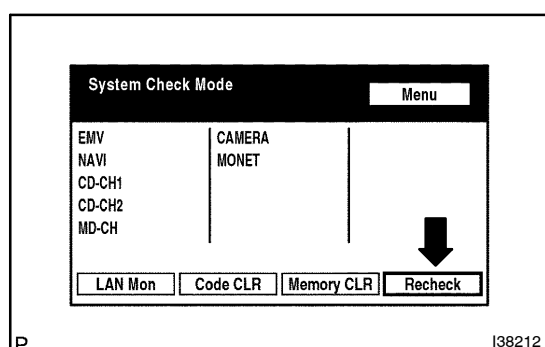 System Check Mode
Menu
EMV
NAVI
CD-CH1
CD-CH2
MD-CH
CAMERA
MONET
LAN Mon
Code CLR
Memory CLR
Recheck
P
I38212